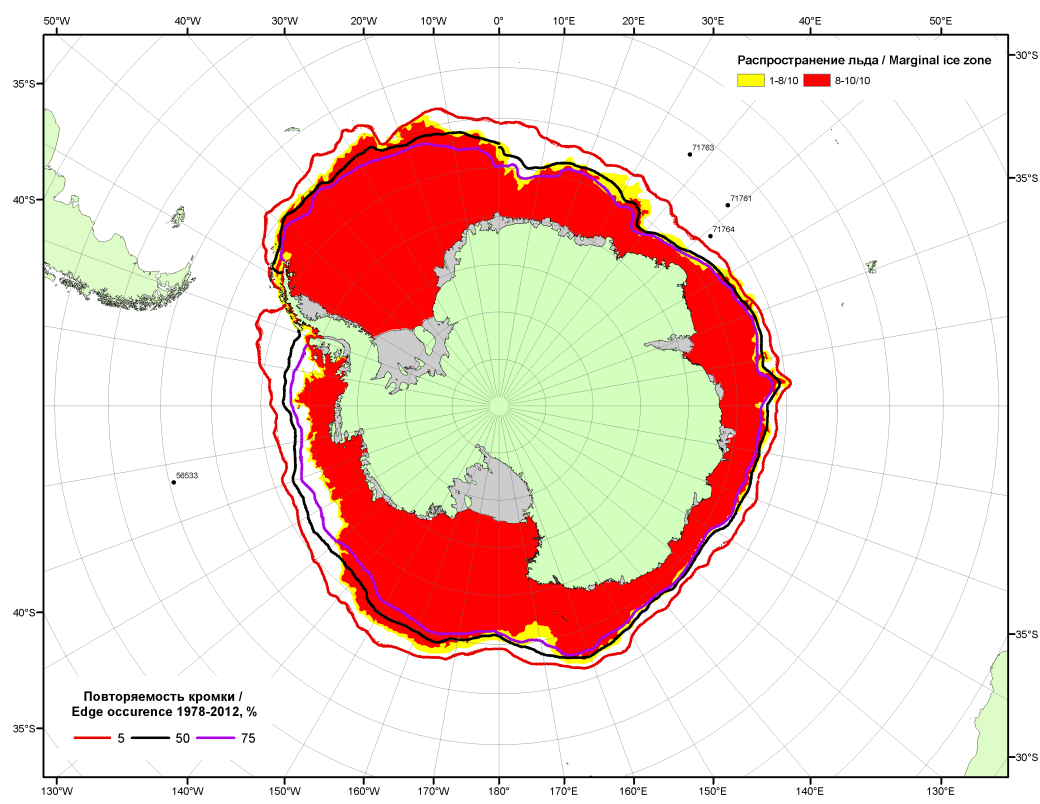 50°W 40°W 30°W 20°W 10°W 0° 10°E 20°E 30°E 40°E 50°E
30°S
Распространение льда / Marginal ice zone
1-8/10 8-10/10
35°S
71763
35°S
40°S
71761
71764
56533
40°S
35°S
Повторяемость кромки /
Edge occurence 1978-2012, %
5 50 75
35°S
30°S
130°W 140°W 150°W 160°W 170°W 180°W 170°E 160°E 150°E 140°E 130°E